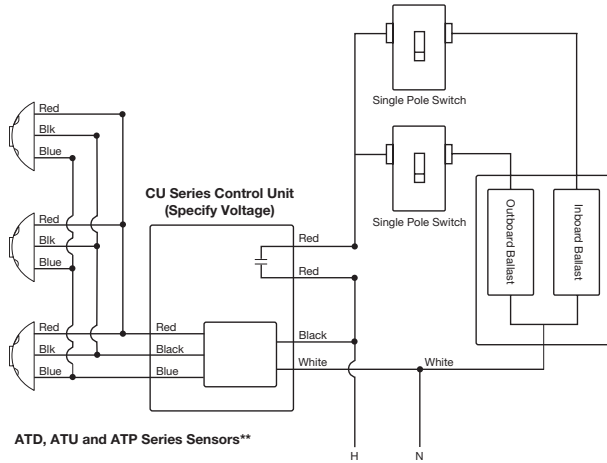 Single Pole Switch
Red
Blk
Blue
CU Series Control Unit
(Specify Voltage)
Single Pole Switch
Outboard Ballast
Inboard Ballast
Red
Blk
Blue
Red
Red
Red
Blk
Blue
Red
Black
Blue
Black
White
White
ATD, ATU and ATP Series Sensors**
H
N